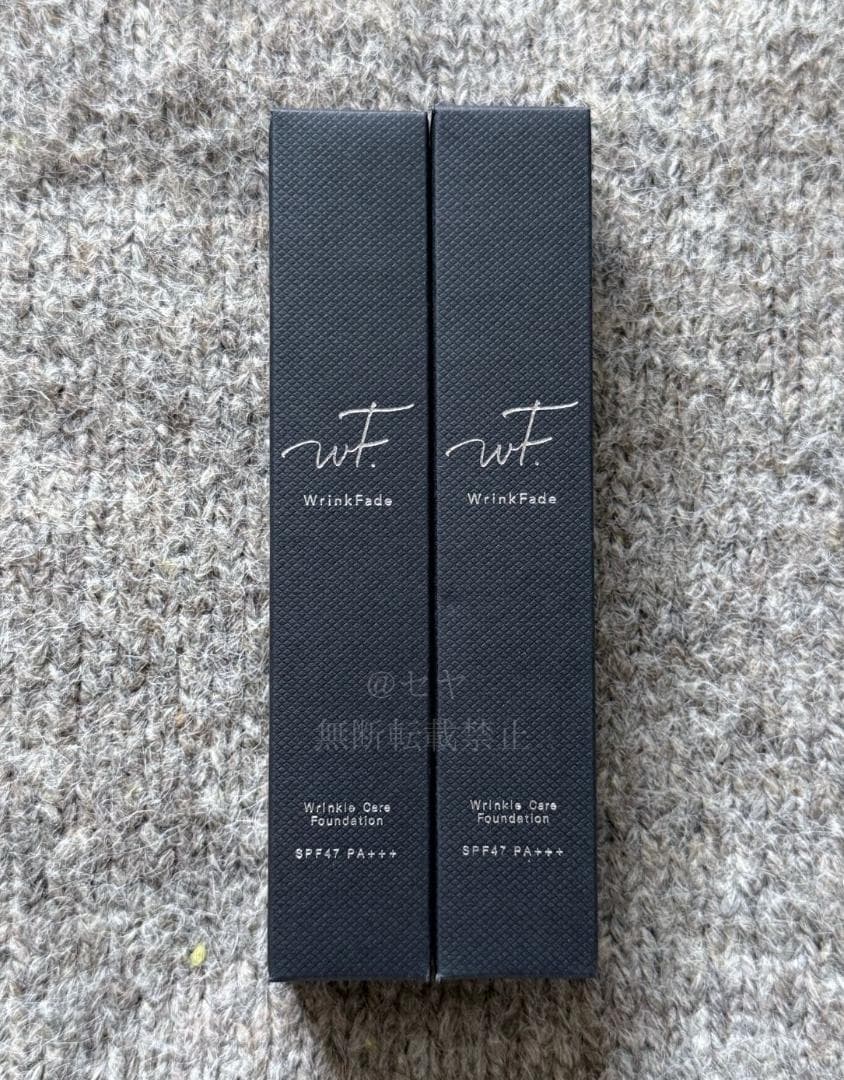 wF.
WrinkFade
wF.
WrinkFade
@セヤ
無断転載禁止
Wrinkle Care
Foundation
SPF47 PA+++
Wrinkle Care
Foundation
SPF47 PA+++